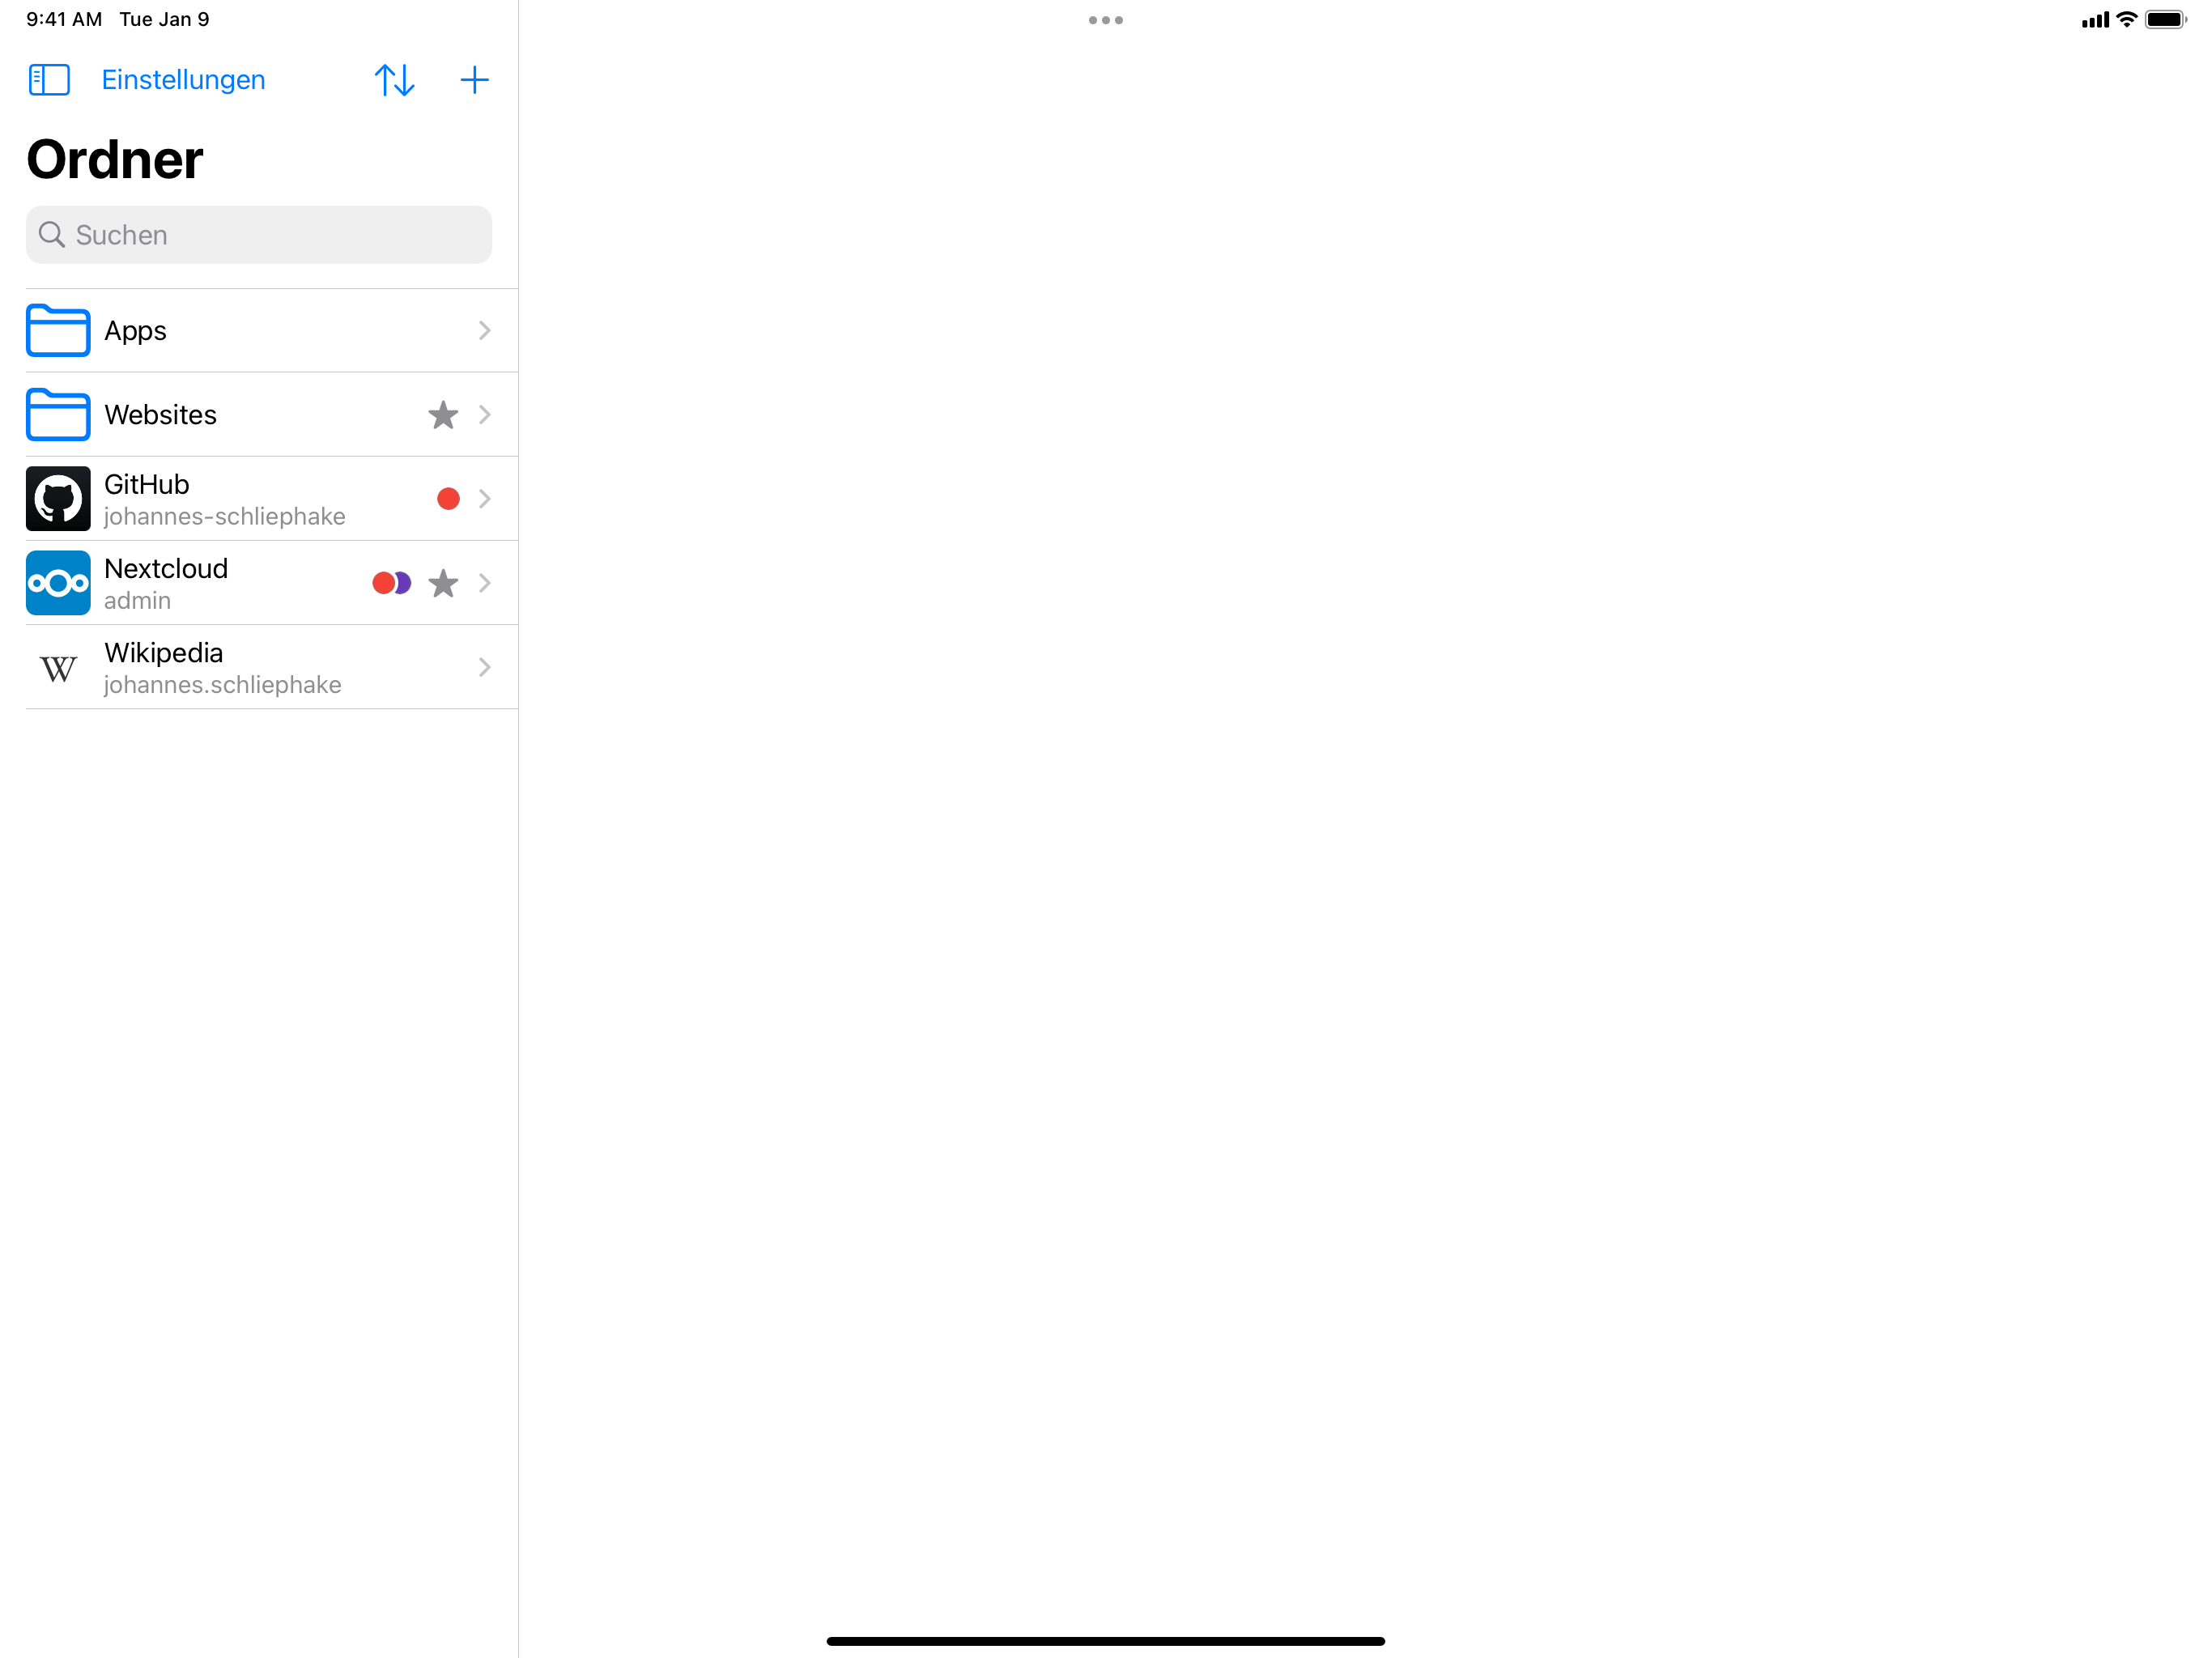 9:41 AM Tue Jan 9
Einstellungen
Ordner
Suchen
Apps
Websites
GitHub
johannes-schliephake
Nextcloud
admin
W
Wikipedia
johannes.schliephake